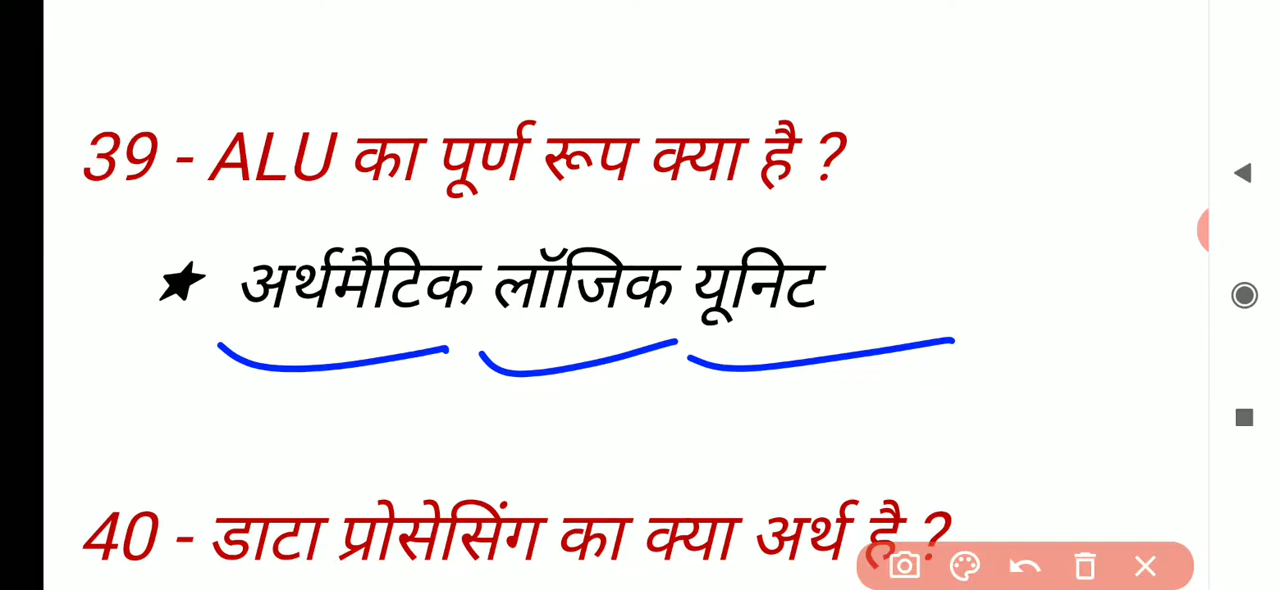 39 - ALU का पूर्ण रूप क्या है ?
★ अर्थमैटिक लॉजिक यूनिट
40 - डाटा प्रोसेसिंग का क्या अर्थ है ?